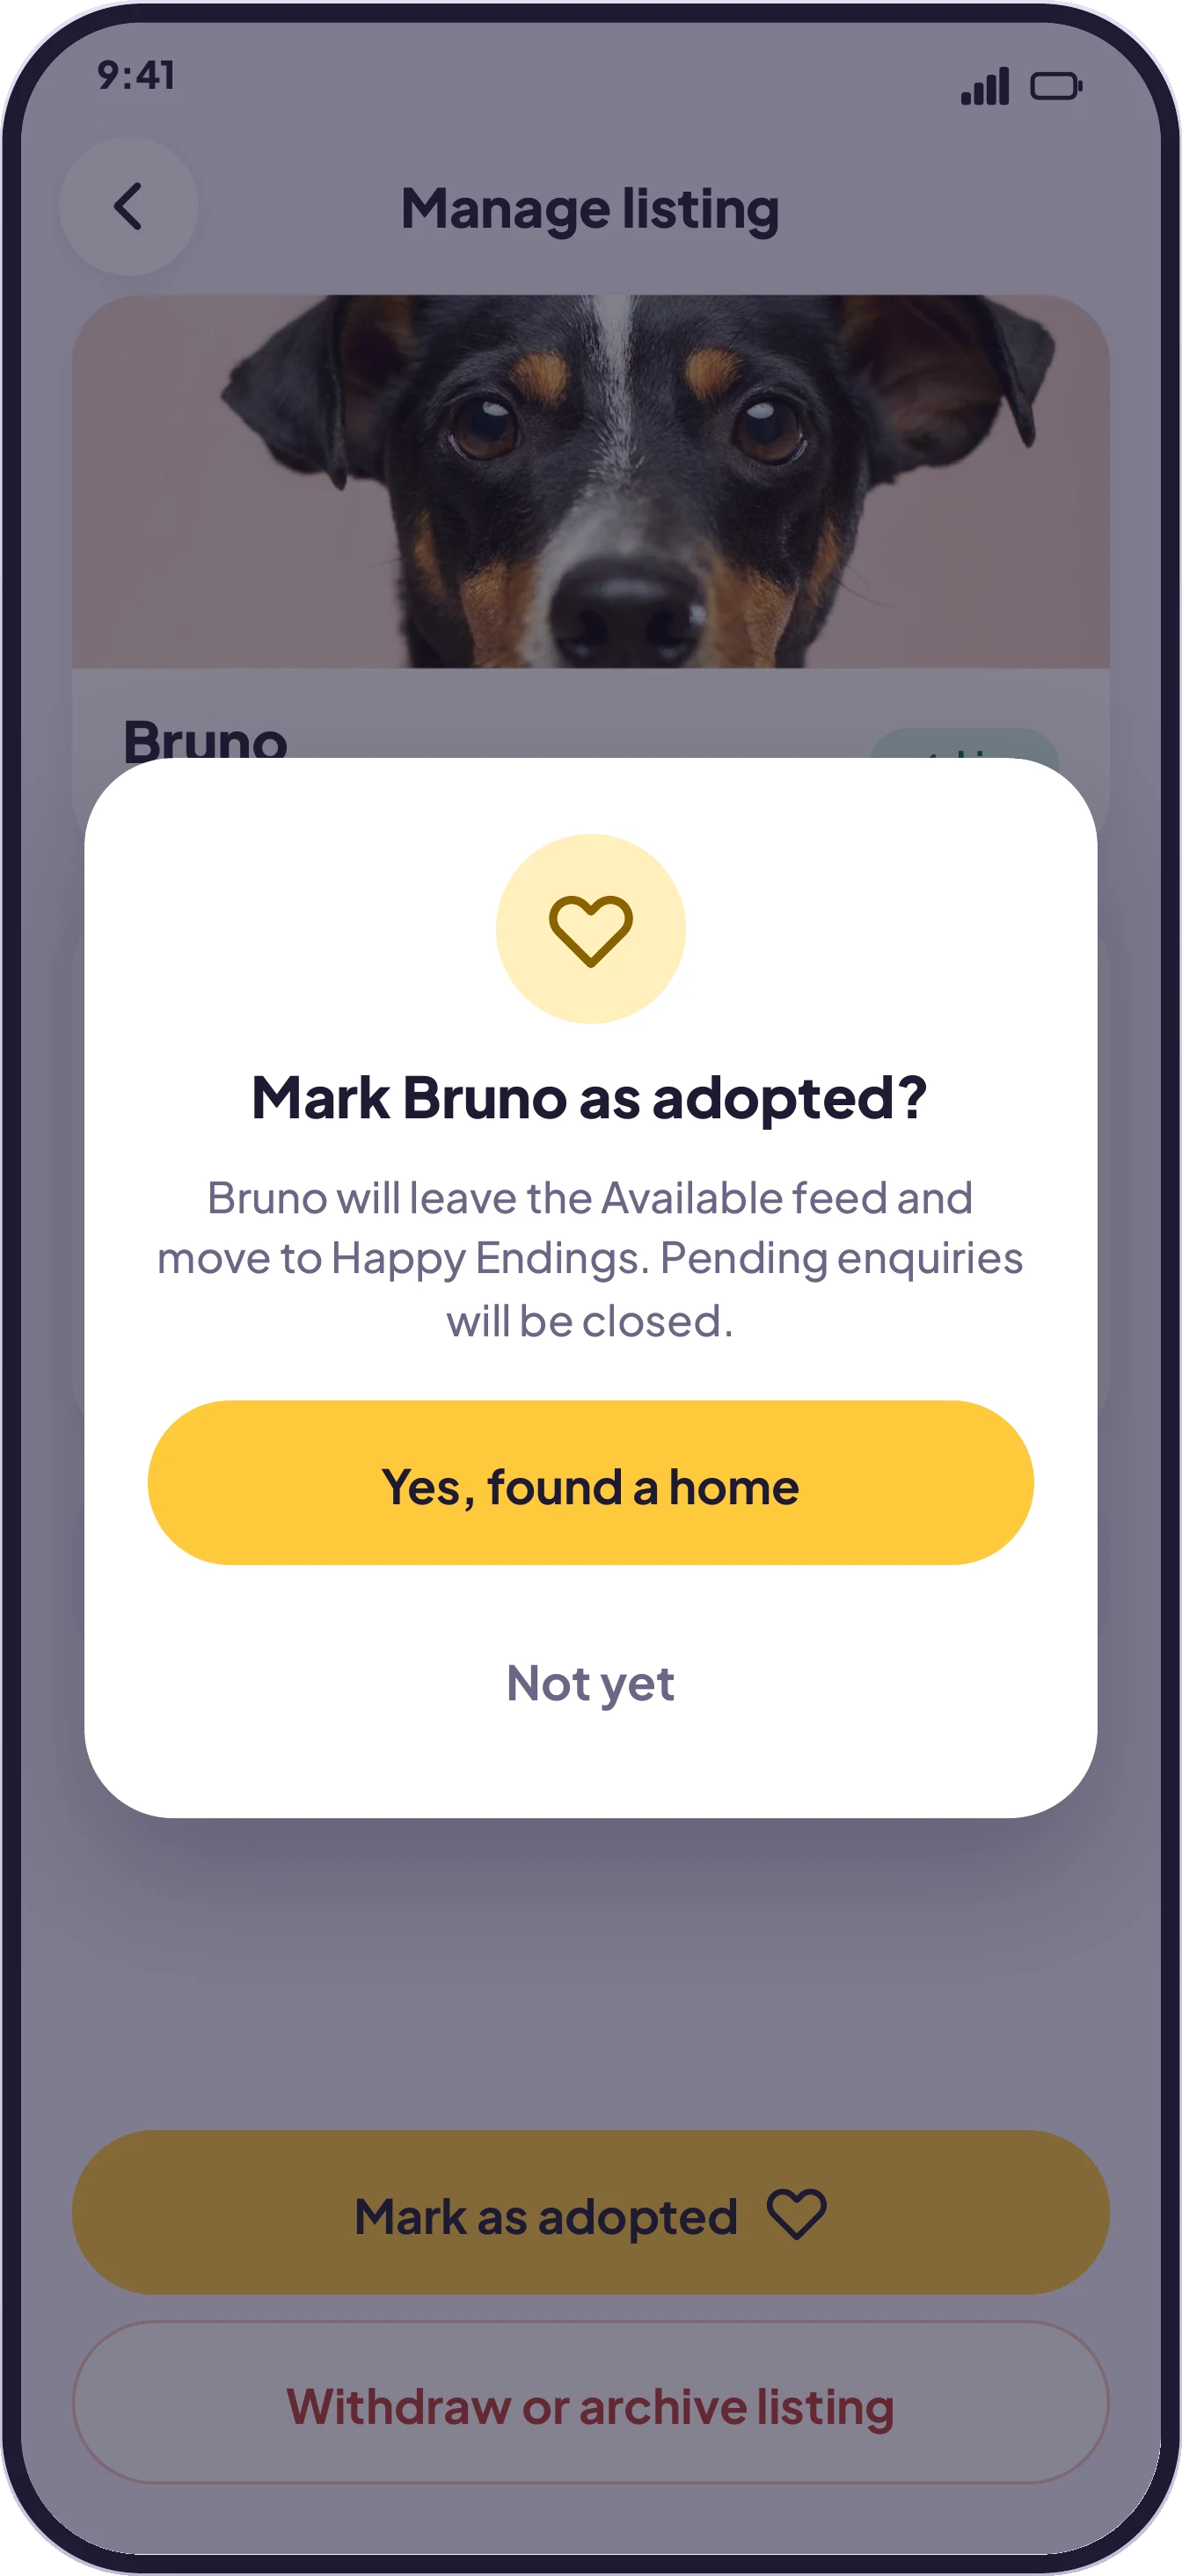 9:41
Manage listing
Bruno
Mark Bruno as adopted?
Bruno will leave the Available feed and
move to Happy Endings. Pending enquiries
will be closed.
Yes, found a home
Not yet
Mark as adopted
Withdraw or archive listing